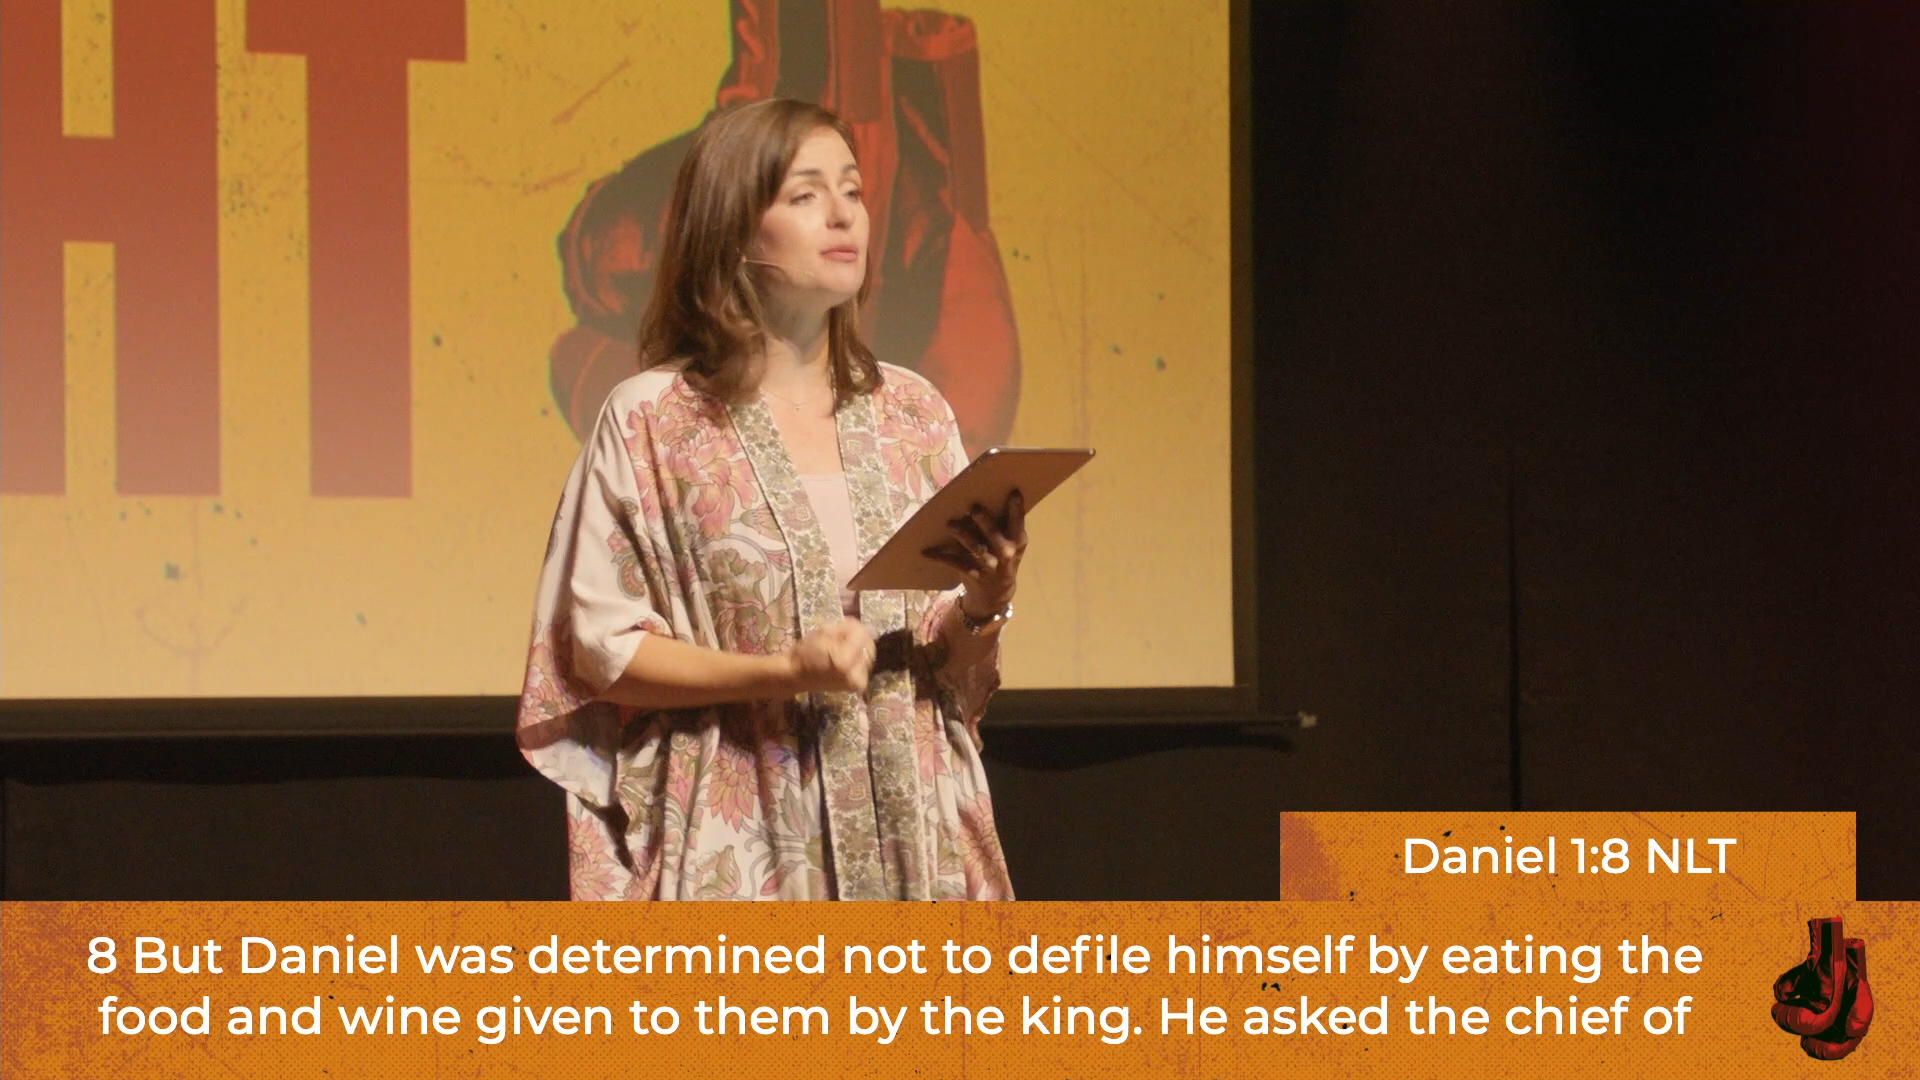 HT
Daniel 1:8 NLT
8 But Daniel was determined not to defile himself by eating the
food and wine given to them by the king. He asked the chief of